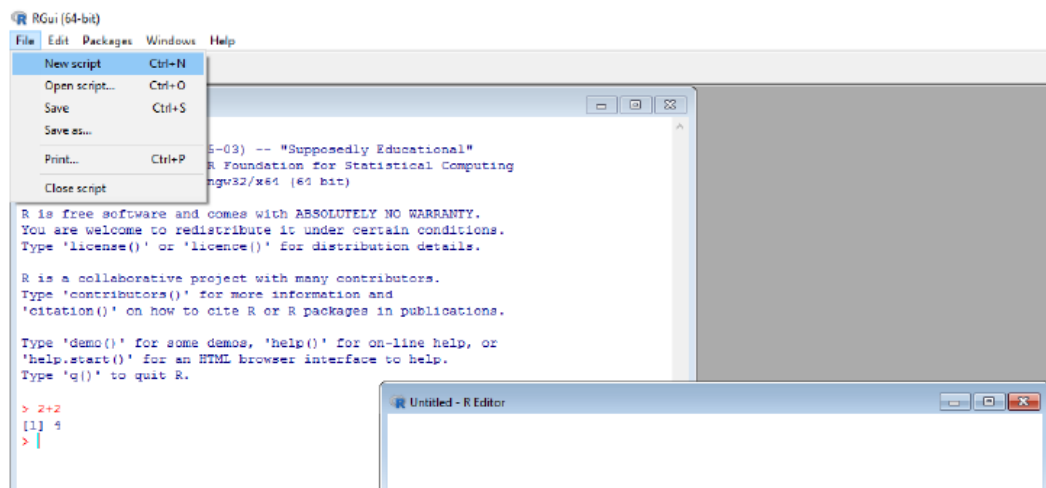 RGui (64-bit)
File Edit Packages Windows Help
New script Ctrl+N
Open script... Ctrl+O
Save Ctrl+S
Save as...
Print... Ctrl+P
Close script
-03) -- "Supposedly Educational"
R Foundation for Statistical Computing
ngw32/x64 (64 bit)
R is free software and comes with ABSOLUTELY NO WARRANTY.
You are welcome to redistribute it under certain conditions.
Type 'license()' or 'licence()' for distribution details.
R is a collaborative project with many contributors.
Type 'contributors()' for more information and
'citation()' on how to cite R or R packages in publications.
Type 'demo()' for some demos, 'help()' for on-line help, or
'help.start()' for an HTML browser interface to help.
Type 'q()' to quit R.
> 2+2
[1] 4
>
Untitled - R Editor